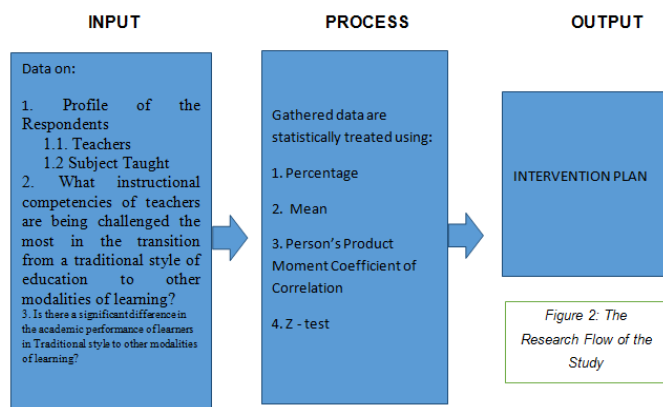 INPUT
Data on:
1. Profile of the
Respondents
1.1. Teachers
1.2 Subject Taught
2. What instructional
competencies of teachers
are being challenged the
most in the transition
from a traditional style of
education to other
modalities of learning?
3. Is there a significant difference in
the academic performance of learners
in Traditional style to other modalities
of learning?
PROCESS
Gathered data are
statistically treated using:
1. Percentage
2. Mean
3. Person's Product
Moment Coefficient of
Correlation
4. Z - test
OUTPUT
INTERVENTION PLAN
Figure 2: The
Research Flow of the
Study